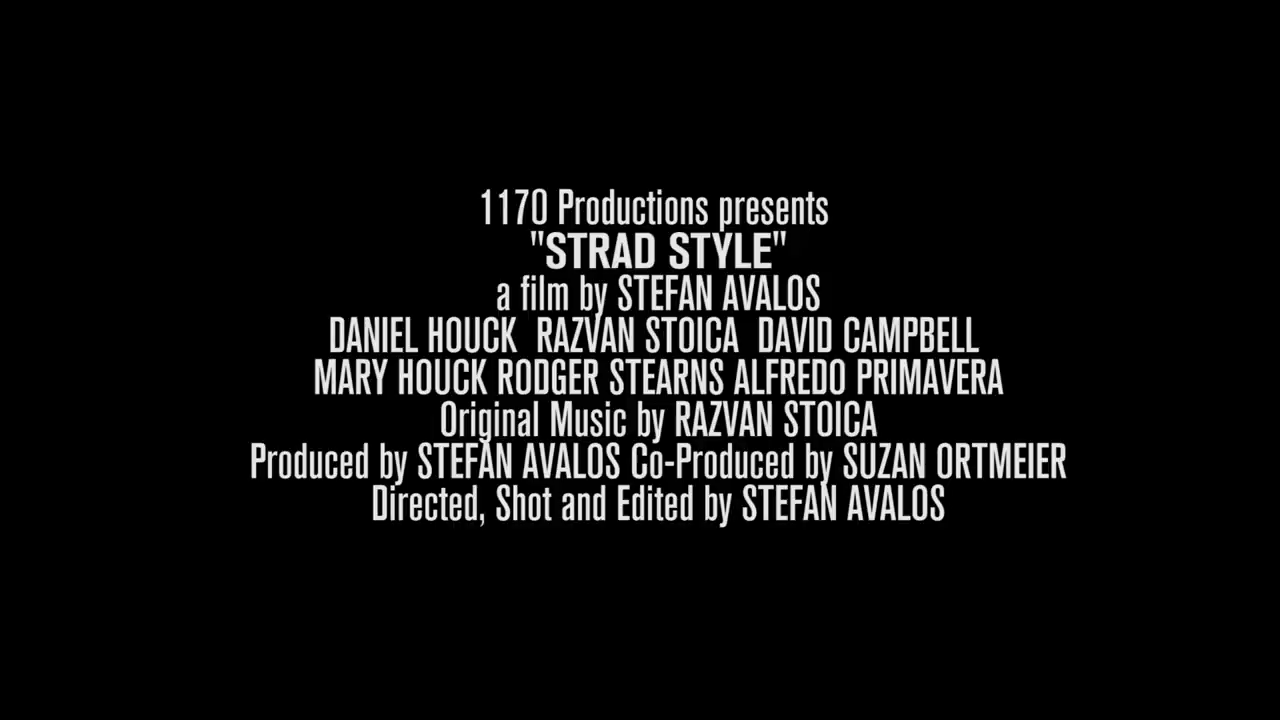 1170 Productions presents
"STRAD STYLE"
a film by STEFAN AVALOS
DANIEL HOUCK RAZVAN STOICA DAVID CAMPBELL
MARY HOUCK RODGER STEARNS ALFREDO PRIMAVERA
Original Music by RAZVAN STOICA
Produced by STEFAN AVALOS Co-Produced by SUZAN ORTMEIER
Directed, Shot and Edited by STEFAN AVALOS